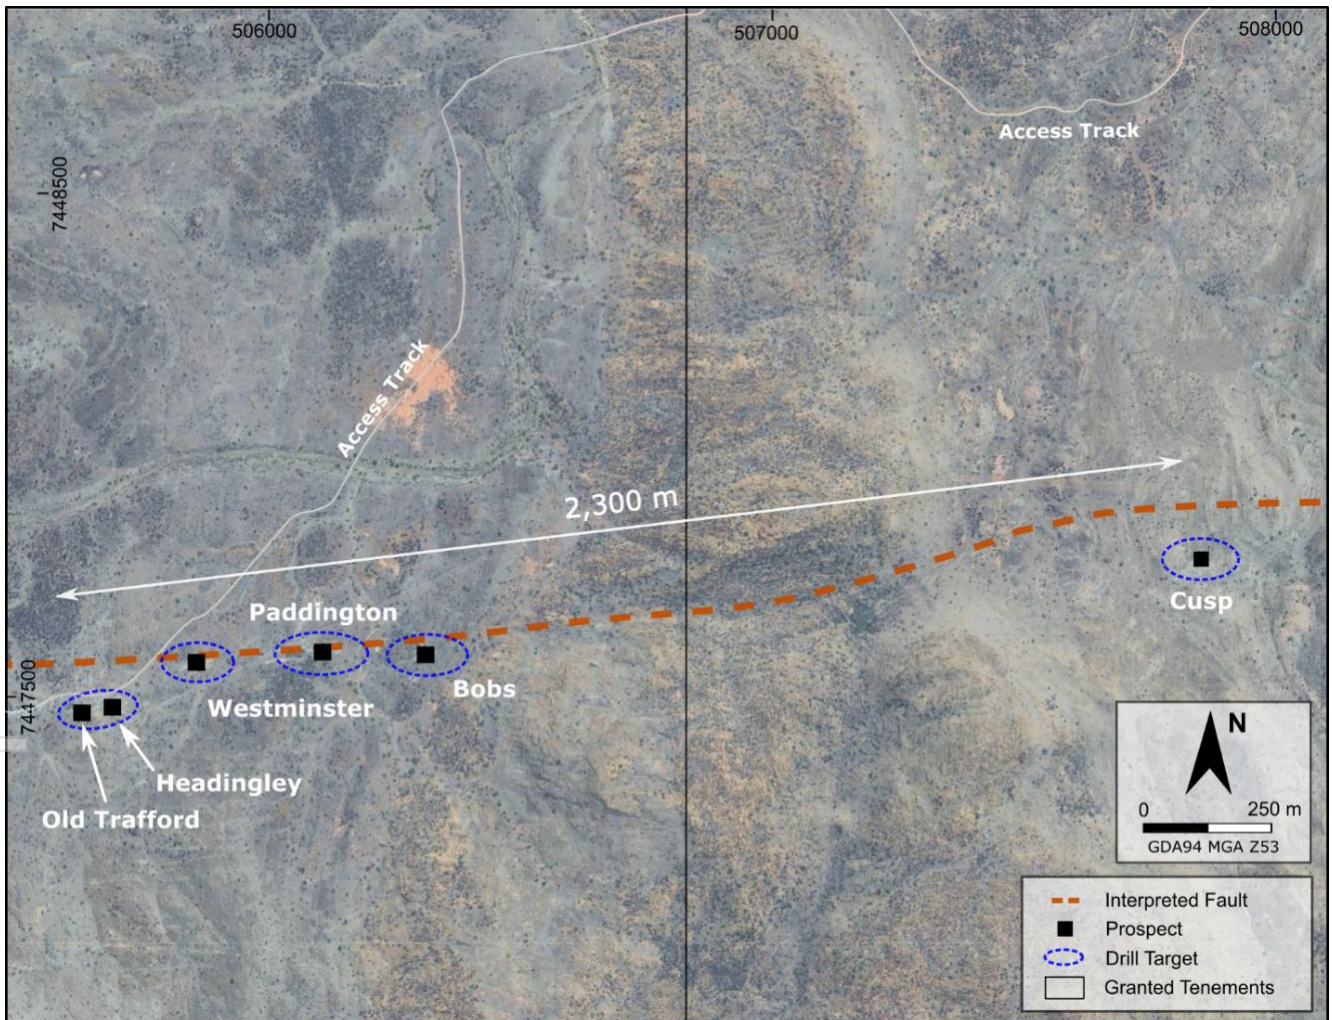 506000
507000
508000
Access Track
7448500
Access Track
2,300 m
Paddington
Cusp
Bobs
Westminster
7447500
Headingley
Old Trafford
N
0 250 m
GDA94 MGA Z53
Interpreted Fault
Prospect
Drill Target
Granted Tenements